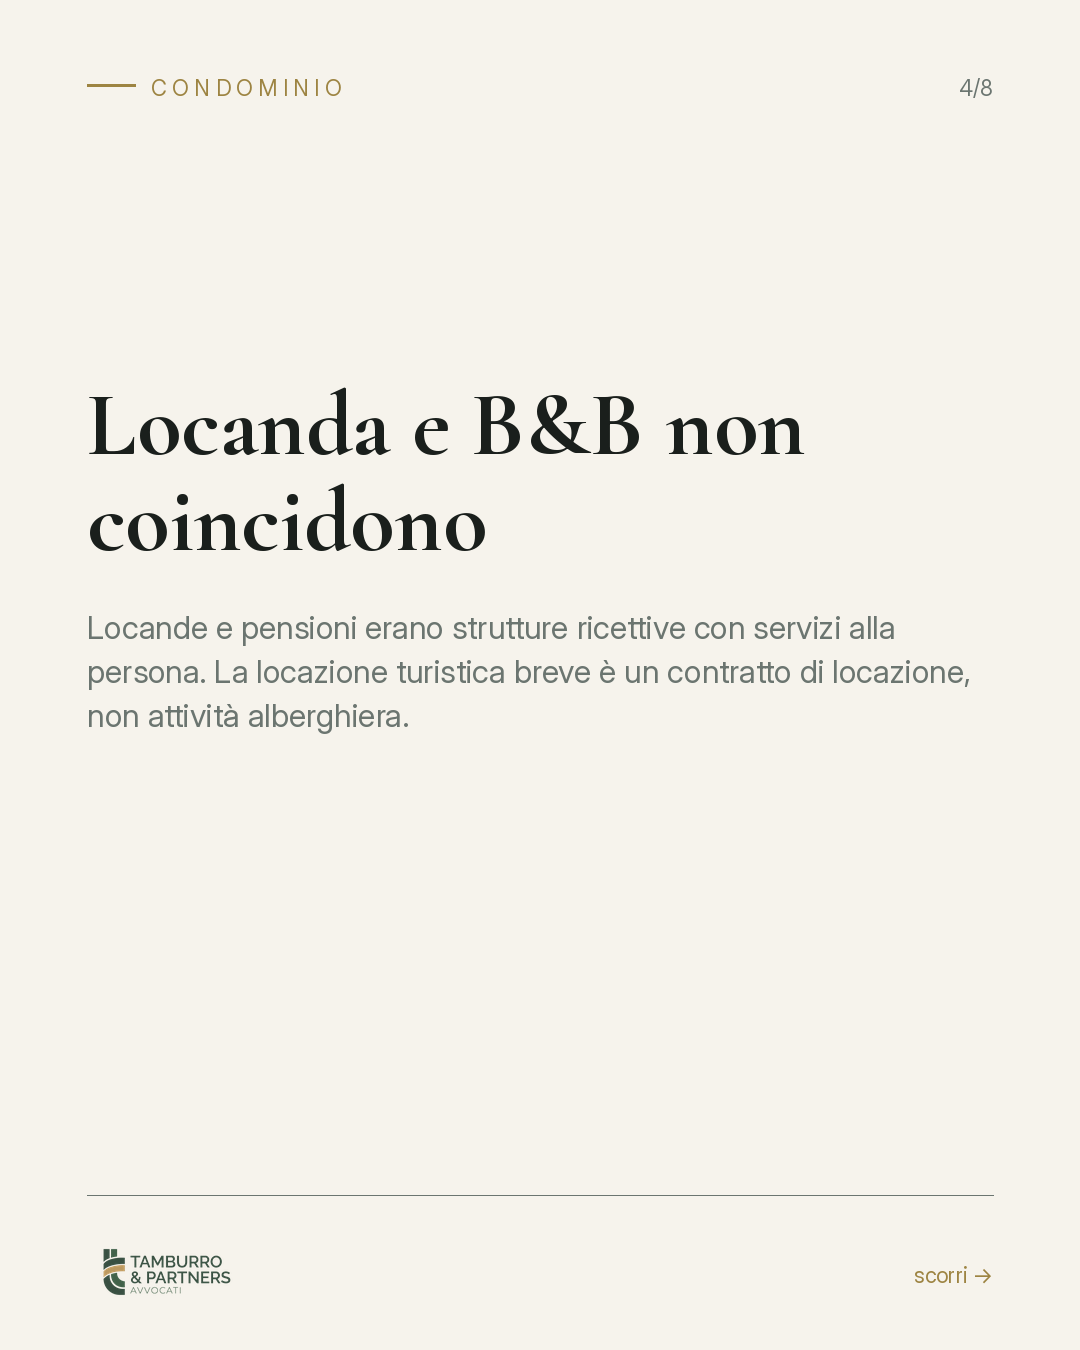 CONDOMINIO
4/8
Locanda e B&B non
coincidono
Locande e pensioni erano strutture ricettive con servizi alla
persona. La locazione turistica breve è un contratto di locazione,
non attività alberghiera.
TAMBURRO
& PARTNERS
AVVOCATI
scorri →